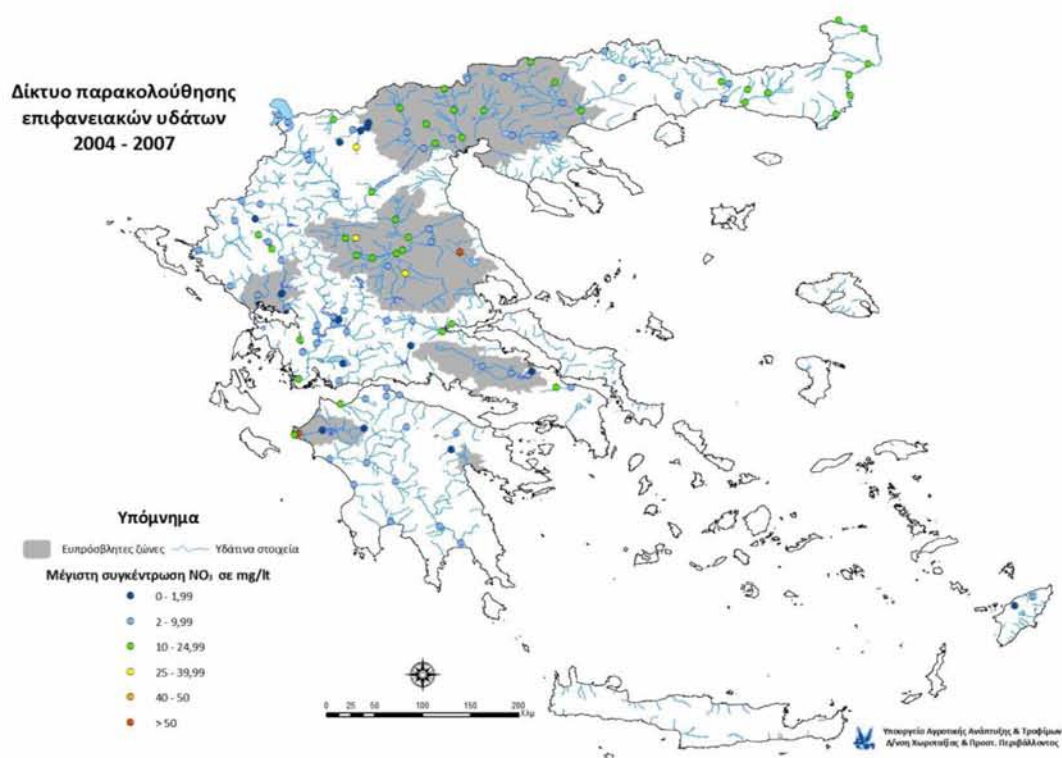 Δίκτυο παρακολούθησης
επιφανειακών υδάτων
2004 - 2007
Υπόμνημα
Ευπρόσβλητες ζώνες
Υδάτινα στοιχεία
Μέγιστη συγκέντρωση NO₃ σε mg/lt
0 - 1,99
2 - 9,99
10 - 24,99
25 - 39,99
40 - 50
> 50
0 25 50 100 150 200
Χλμ
Υπουργείο Αγροτικής Ανάπτυξης & Τροφίμων
Δ/νση Χωροταξίας & Προστ. Περιβάλλοντος